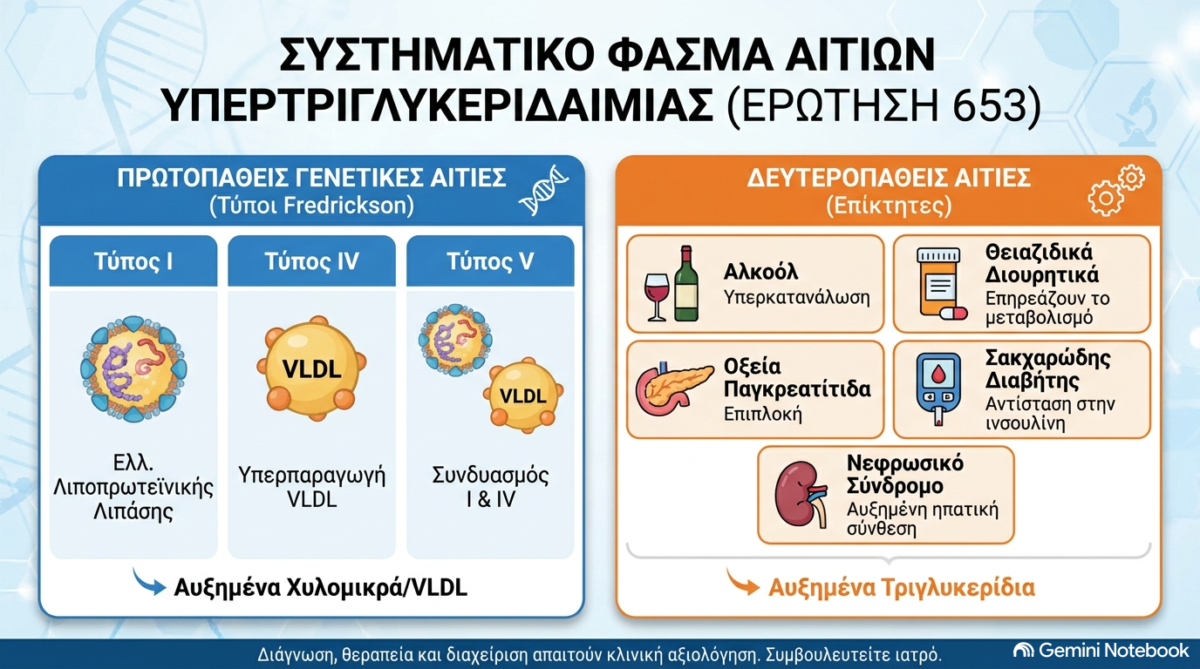 ΣΥΣΤΗΜΑΤΙΚΟ ΦΑΣΜΑ ΑΙΤΙΩΝ
ΥΠΕΡΤΡΙΓΛΥΚΕΡΙΔΑΙΜΙΑΣ (ΕΡΩΤΗΣΗ 653)
ΠΡΩΤΟΠΑΘΕΙΣ ΓΕΝΕΤΙΚΕΣ ΑΙΤΙΕΣ
(Τύποι Fredrickson)
Τύπος I
Ελλ.
Λιποπρωτεϊνικής
Λιπάσης
Τύπος IV
VLDL
Υπερπαραγωγή
VLDL
Τύπος V
VLDL
Συνδυασμός
I & IV
Αυξημένα Χυλομικρά/VLDL
ΔΕΥΤΕΡΟΠΑΘΕΙΣ ΑΙΤΙΕΣ
(Επίκτητες)
Αλκοόλ
Υπερκατανάλωση
Θειαζιδικά
Διουρητικά
Επηρεάζουν το
μεταβολισμό
Οξεία
Παγκρεατίτιδα
Επιπλοκή
Σακχαρώδης
Διαβήτης
Αντίσταση στην
ινσουλίνη
Νεφρωσικό
Σύνδρομο
Αυξημένη ηπατική
σύνθεση
Αυξημένα Τριγλυκερίδια
Διάγνωση, θεραπεία και διαχείριση απαιτούν κλινική αξιολόγηση. Συμβουλευτείτε ιατρό.
Gemini Notebook